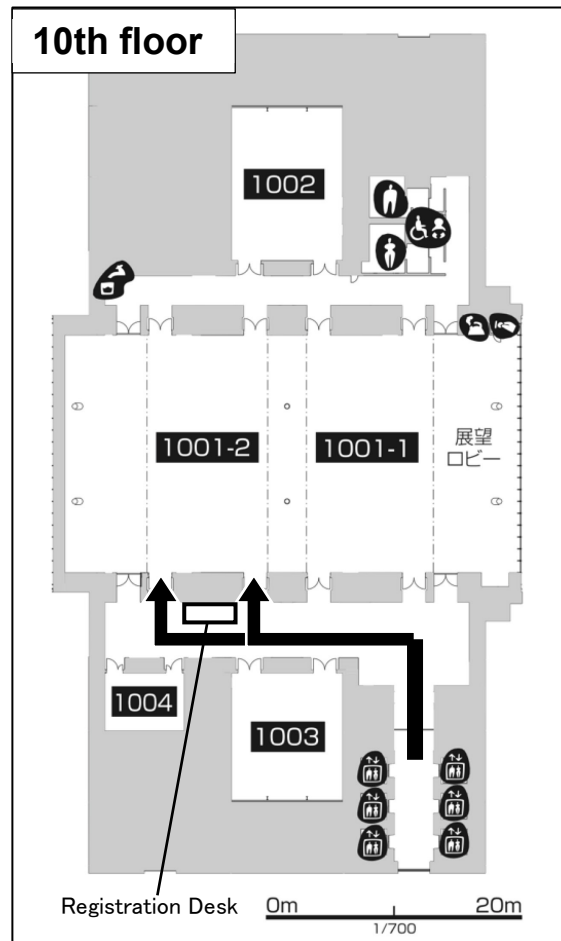 10th floor
1002
1001-2
1001-1
展望
ロビー
1004
1003
Registration Desk
0m
20m
1/700